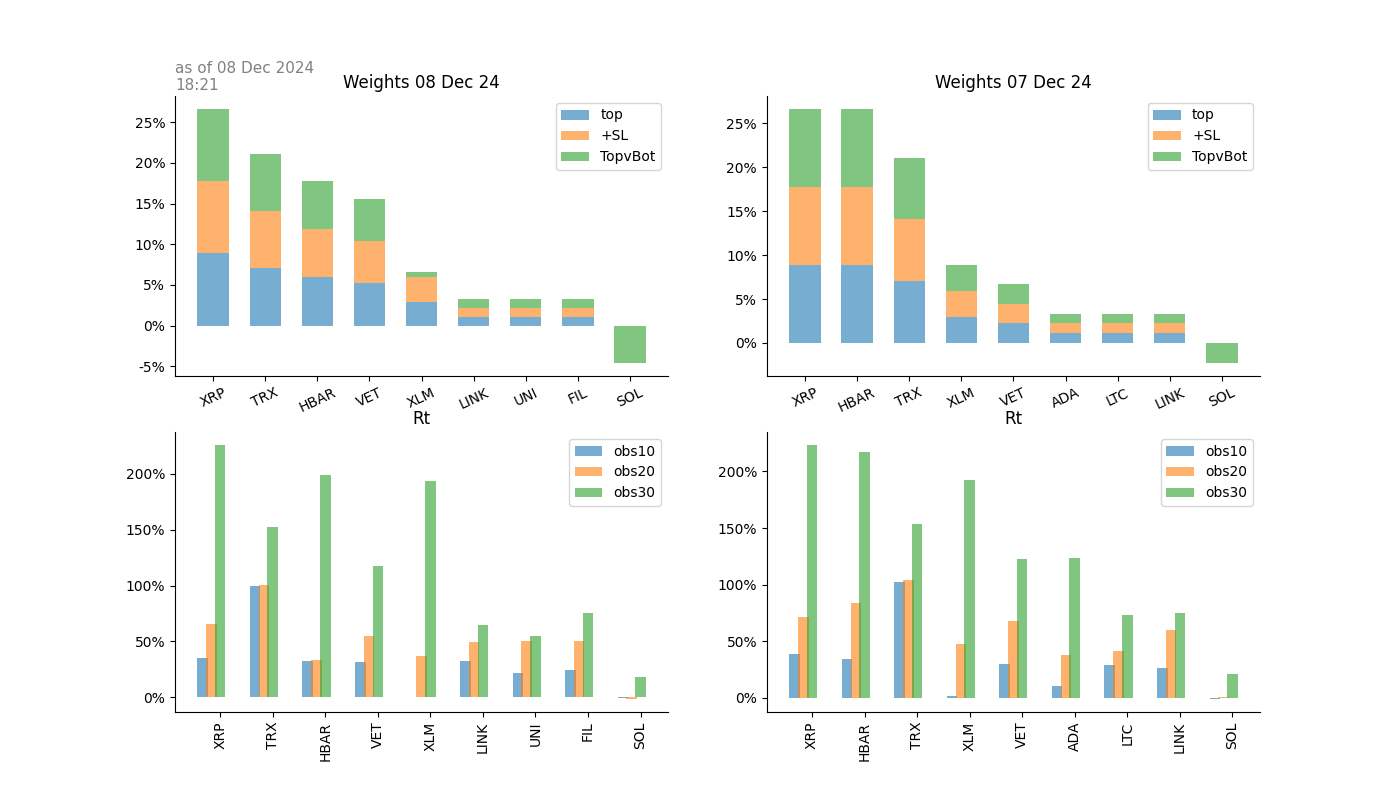 as of 08 Dec 2024
18:21
Weights 08 Dec 24
25%
20%
15%
10%
5%
0%
-5%
top
+SL
TopvBot
XRP
TRX
HBAR
VET
XLM
LINK
UNI
FIL
SOL
Weights 07 Dec 24
25%
20%
15%
10%
5%
0%
top
+SL
TopvBot
XRP
HBAR
TRX
XLM
VET
ADA
LTC
LINK
SOL
Rt
200%
150%
100%
50%
0%
obs10
obs20
obs30
XRP
TRX
HBAR
VET
XLM
LINK
UNI
FIL
SOL
Rt
200%
150%
100%
50%
0%
obs10
obs20
obs30
XRP
HBAR
TRX
XLM
VET
ADA
LTC
LINK
SOL